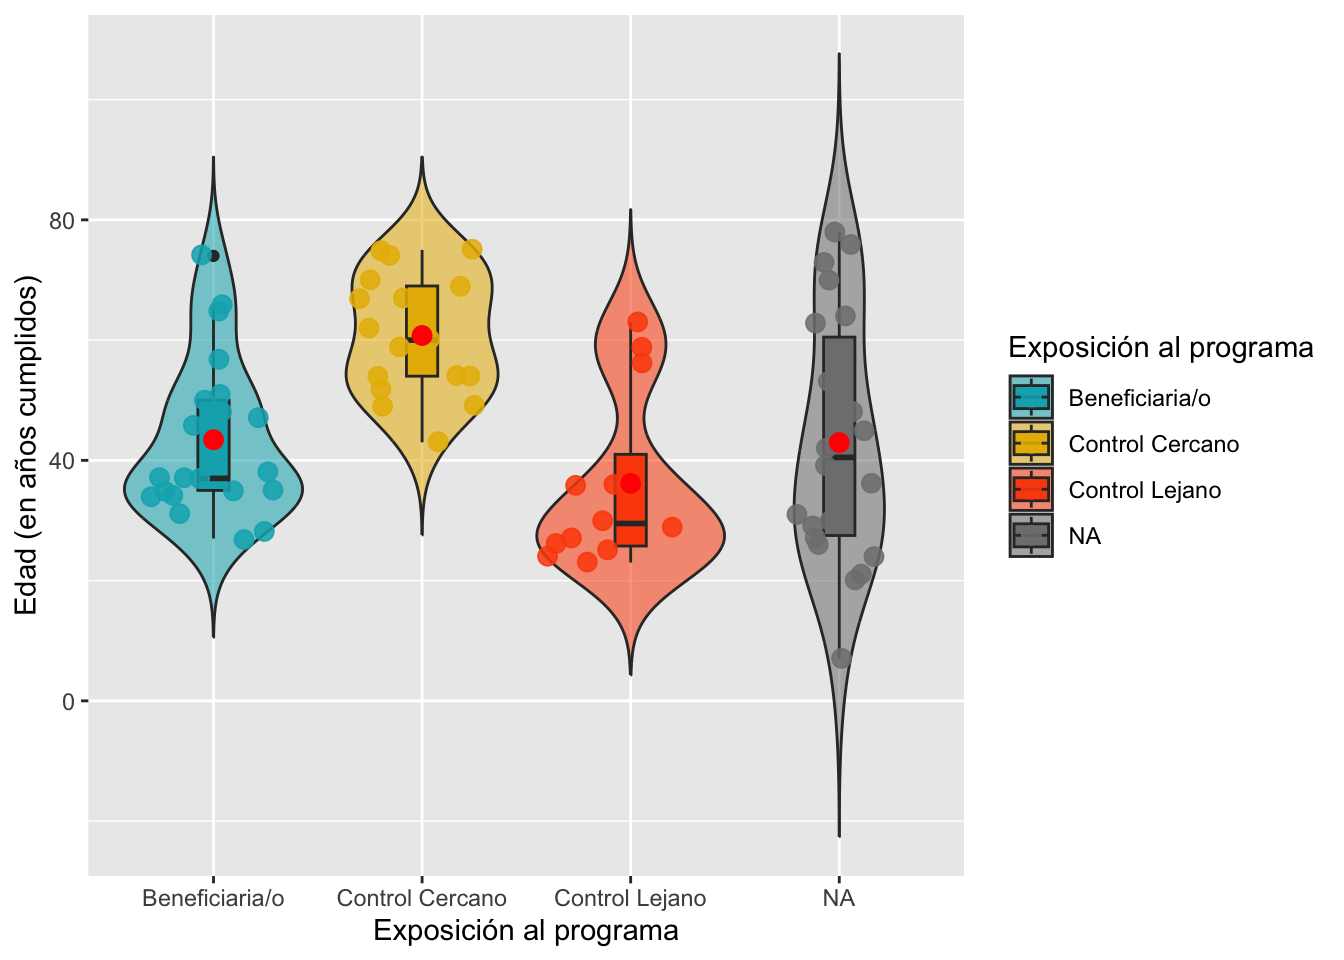 Edad (en años cumplidos)
80
40
0
Beneficiaria/o
Control Cercano
Control Lejano
NA
Exposición al programa
Exposición al programa
Beneficiaria/o
Control Cercano
Control Lejano
NA